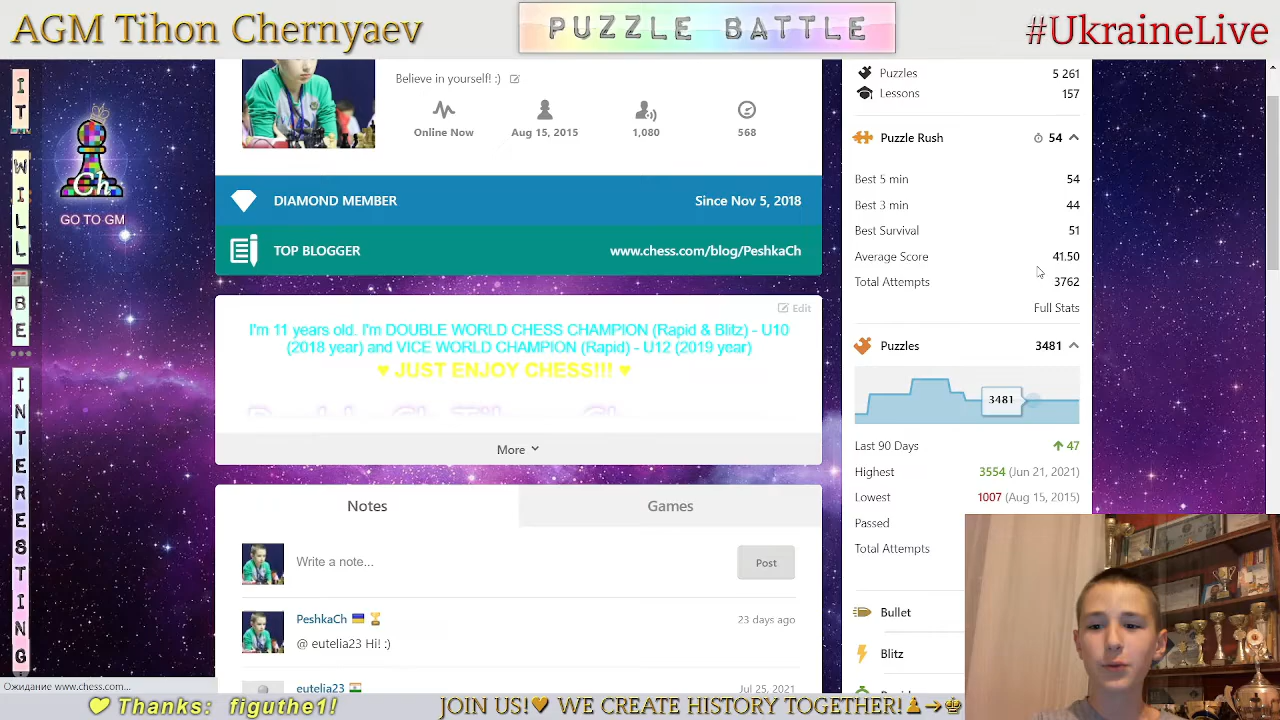 AGM Tihon Chernyaev
PUZZLE BATTLE
#UkraineLive
IT WILL BE INTERESTING
Ch
GO TO GM
Believe in yourself! :)
Online Now
Aug 15, 2015
1,080
568
DIAMOND MEMBER
Since Nov 5, 2018
TOP BLOGGER
www.chess.com/blog/PeshkaCh
Edit
I'm 11 years old. I'm DOUBLE WORLD CHESS CHAMPION (Rapid & Blitz) - U10
(2018 year) and VICE WORLD CHAMPION (Rapid) - U12 (2019 year)
♥ JUST ENJOY CHESS!!! ♥
More
Notes
Games
Write a note...
Post
PeshkaCh
23 days ago
@ eutelia23 Hi! :)
eutelia23
Jul 25, 2021
Puzzles 5 261
Lessons 157
Puzzle Rush 54
Best 5 min 54
Best 3 min 44
Best Survival 51
Average Score 41.50
Total Attempts 3762
Full Stats
Puzzles 3481
3481
Last 90 Days 47
Highest 3554 (Jun 21, 2021)
Lowest 1007 (Aug 15, 2015)
Passed
Total Attempts
Bullet
Blitz
Ожидание www.chess.com...
Thanks: figuthe1!
JOIN US!♥ WE CREATE HISTORY TOGETHER!♟→♚